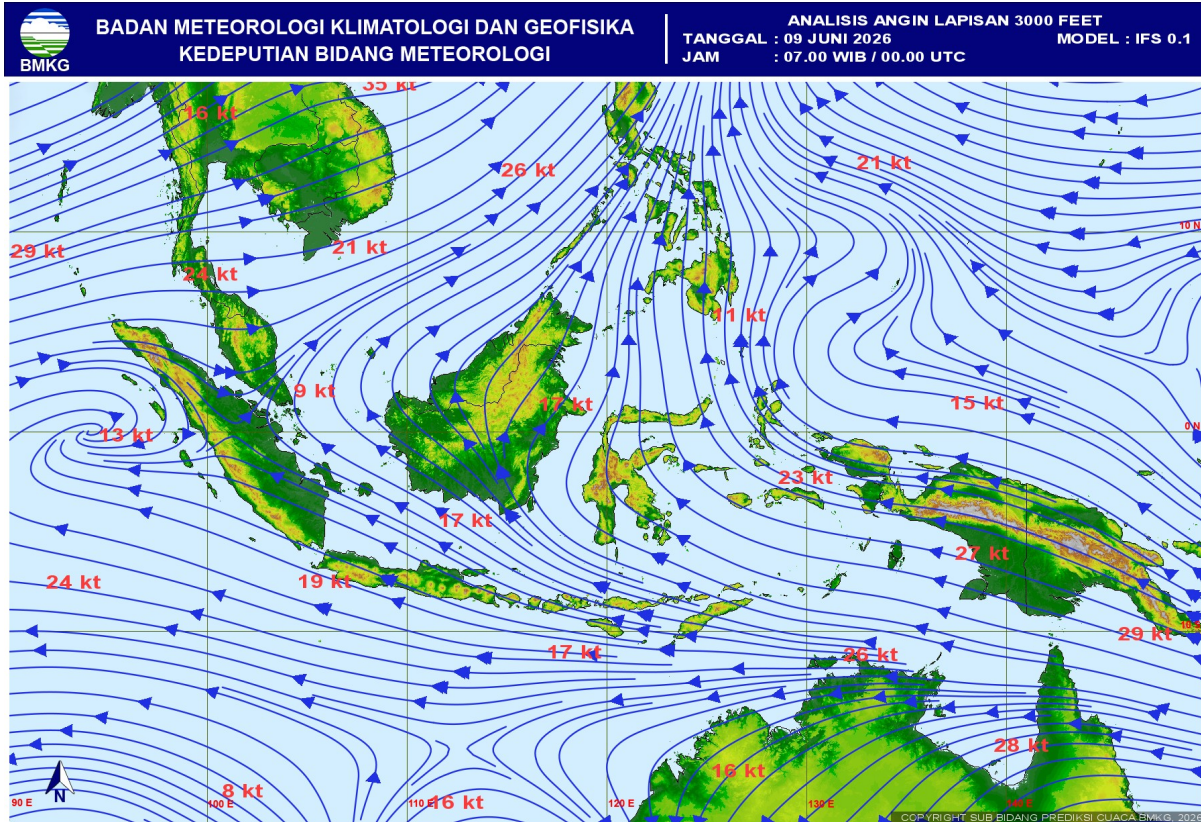 BADAN METEOROLOGI KLIMATOLOGI DAN GEOFISIKA
KEDEPUTIAN BIDANG METEOROLOGI
BMKG
ANALISIS ANGIN LAPISAN 3000 FEET
TANGGAL : 09 JUNI 2026 MODEL : IFS 0.1
JAM : 07.00 WIB / 00.00 UTC
35 kt
16 kt
26 kt
21 kt
10 N
29 kt
21 kt
24 kt
11 kt
9 kt
17 kt
15 kt
13 kt
0 N
23 kt
17 kt
27 kt
24 kt
19 kt
29 kt
17 kt
26 kt
28 kt
16 kt
8 kt
16 kt
N
90 E
100 E
110 E
120 E
130 E
140 E
COPYRIGHT SUB BIDANG PREDIKSI CUACA BMKG,